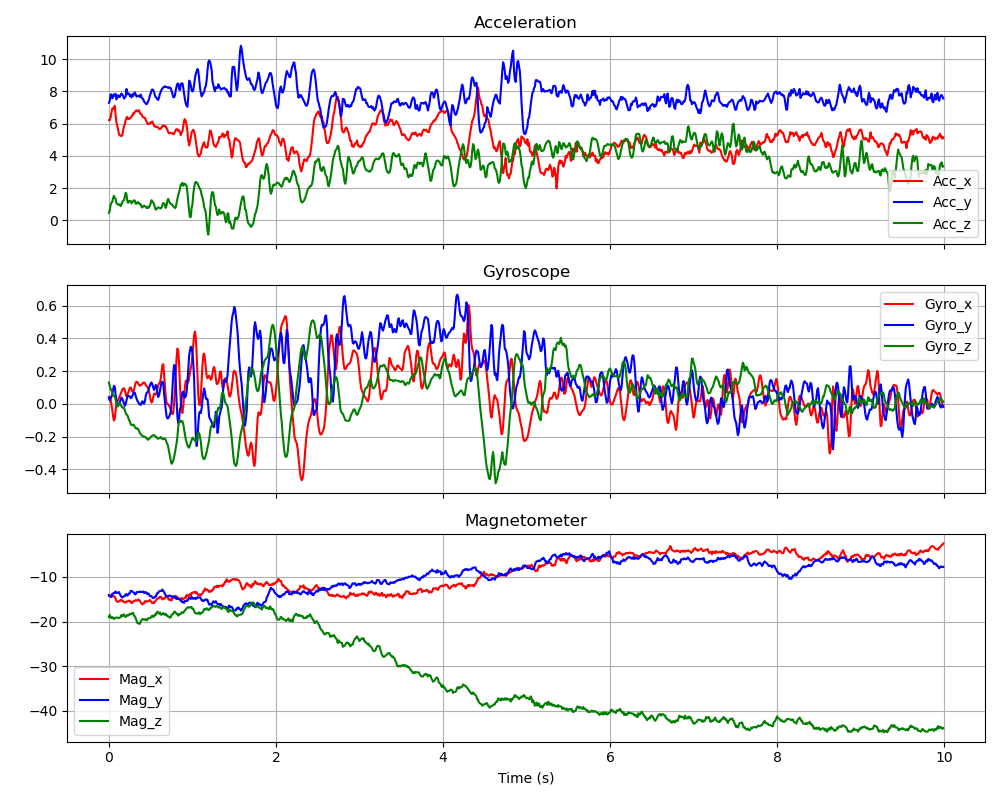 Acceleration
10
8
6
4
2
0
Acc_x
Acc_y
Acc_z
Gyroscope
0.6
0.4
0.2
0.0
−0.2
−0.4
Gyro_x
Gyro_y
Gyro_z
Magnetometer
−10
−20
−30
−40
Mag_x
Mag_y
Mag_z
0 2 4 6 8 10
Time (s)